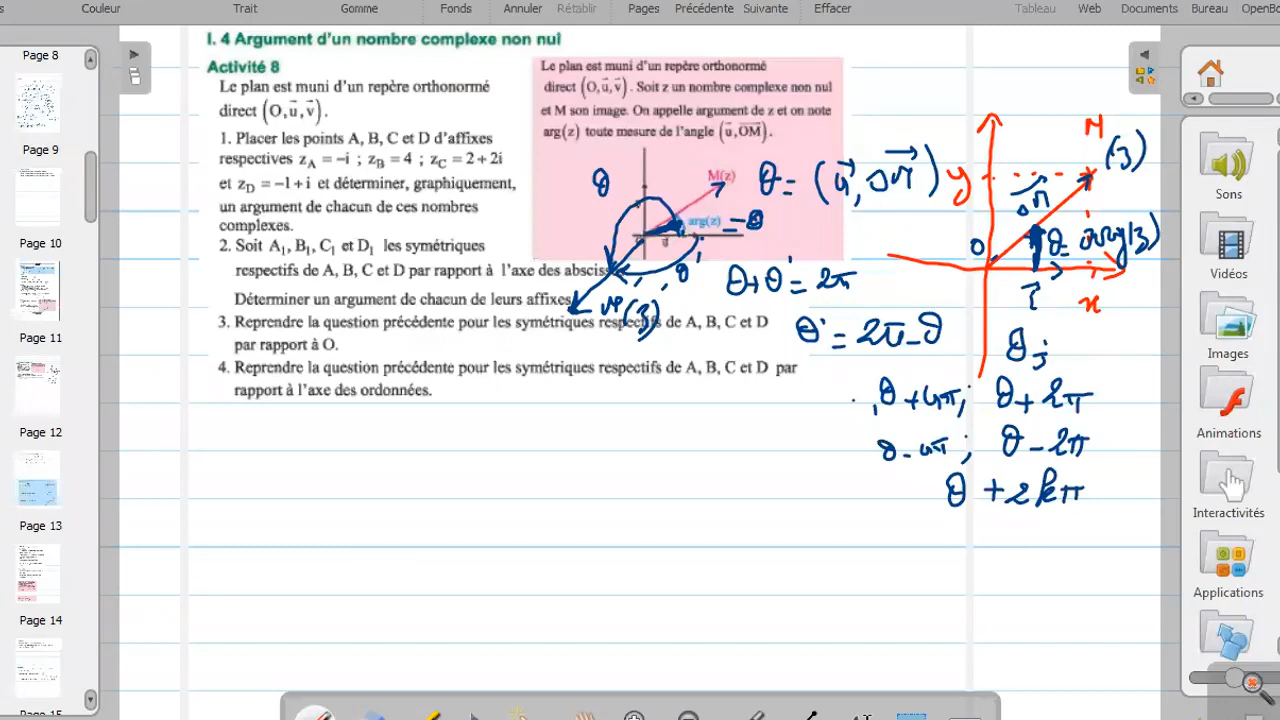 Couleur Trait Gomme Fonds Annuler Rétablir Pages Précédente Suivante Effacer Tableau Web Documents Bureau OpenBo
Page 8
Page 9
Page 10
Page 11
Page 12
Page 13
Page 14
I. 4 Argument d'un nombre complexe non nul
Activité 8
Le plan est muni d'un repère orthonormé
direct (O,u⃗,v⃗).
1. Placer les points A, B, C et D d'affixes
respectives zA = −i ; zB = 4 ; zC = 2 + 2i
et zD = −1 + i et déterminer, graphiquement,
un argument de chacun de ces nombres
complexes.
2. Soit A1, B1, C1 et D1 les symétriques
respectifs de A, B, C et D par rapport à l'axe des absciss
Déterminer un argument de chacun de leurs affixes
3. Reprendre la question précédente pour les symétriques respectifs de A, B, C et D
par rapport à O.
4. Reprendre la question précédente pour les symétriques respectifs de A, B, C et D par
rapport à l'axe des ordonnées.
Le plan est muni d'un repère orthonormé
direct (O,u⃗,v⃗). Soit z un nombre complexe non nul
et M son image. On appelle argument de z et on note
arg(z) toute mesure de l'angle (u⃗,OM⃗).
M(z)
arg(z)
θ
−θ
θ'
θ = (u⃗, OM⃗)
θ + θ' = 2π
θ' = 2π − θ
M
(z)
y
OM⃗
O
θ = arg(z)
x
θ ;
θ + 4π ; θ + 2π
θ − 4π ; θ − 2π
θ + 2kπ
Sons
Vidéos
Images
Animations
Interactivités
Applications